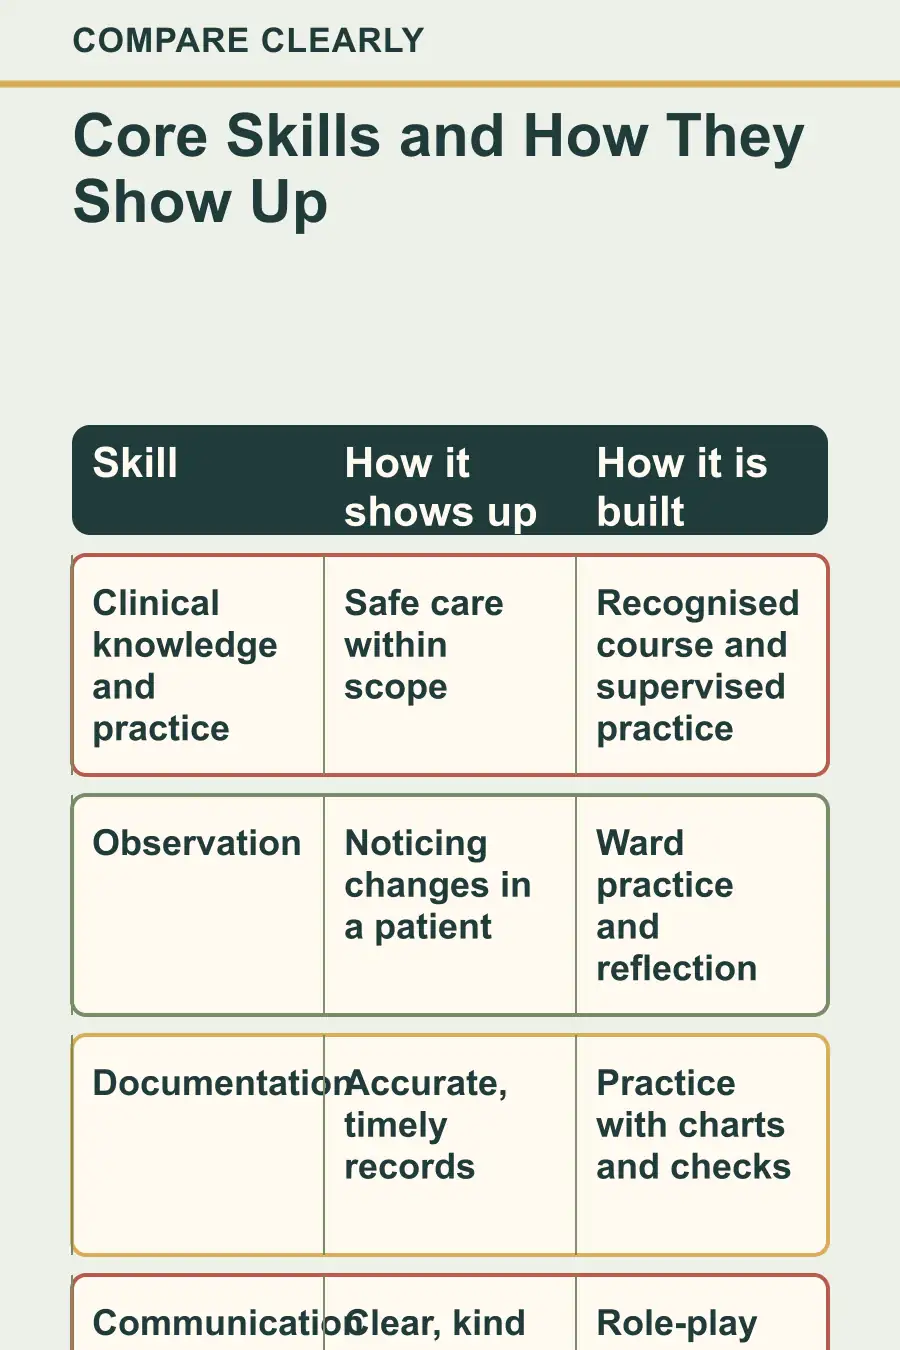 COMPARE CLEARLY
Core Skills and How They
Show Up
Skill
How it
shows up
How it is
built
Clinical
knowledge
and
practice
Safe care
within
scope
Recognised
course and
supervised
practice
Observation
Noticing
changes in
a patient
Ward
practice
and
reflection
Documentation
Accurate,
timely
records
Practice
with charts
and checks
Communication
Clear, kind
Role-play